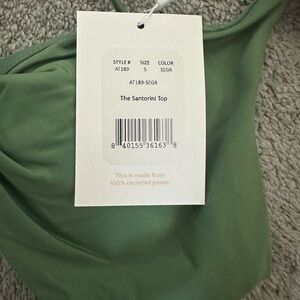 STYLE # SIZE COLOR
AT189 S SEGR
AT189-SEGR
The Santorini Top
8 40155 36163 8
This is made from
100% recycled paper.